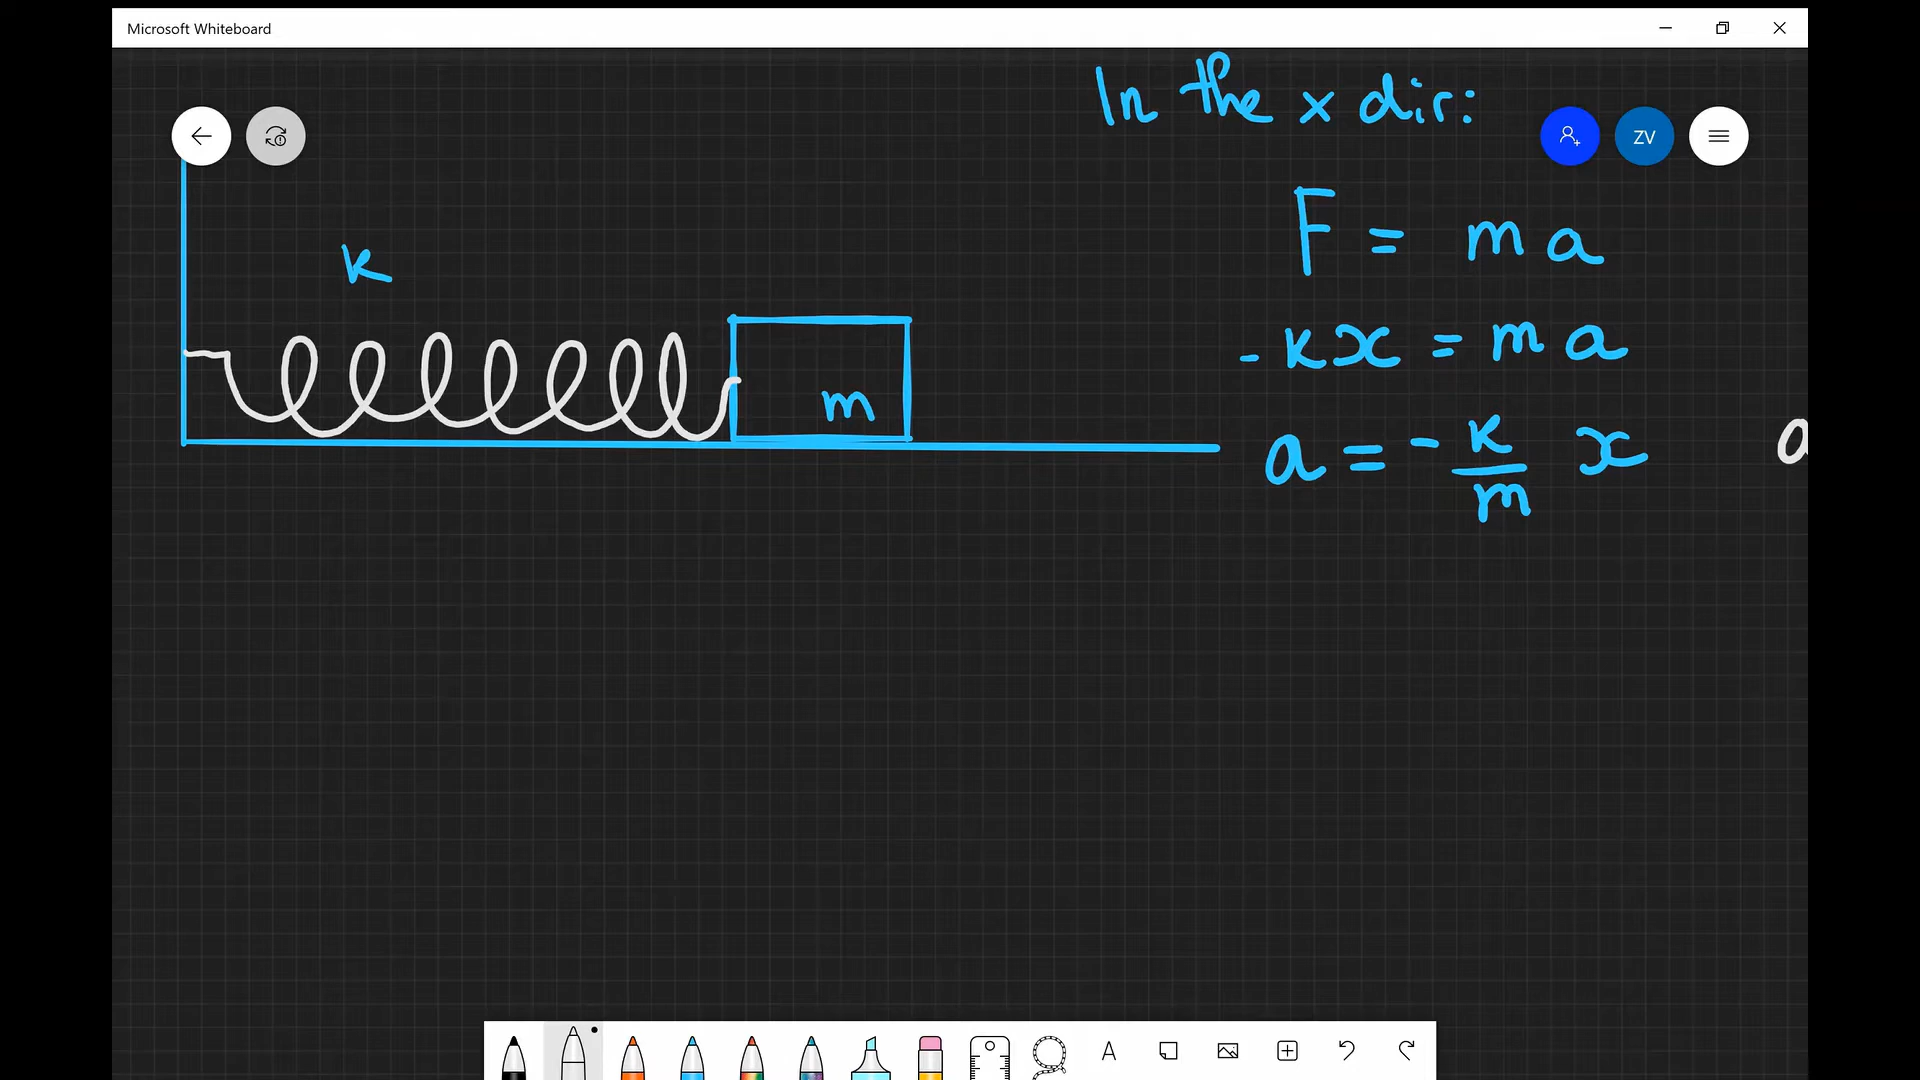 Microsoft Whiteboard
In the x dir:
ZV
F = ma
k
-kx = ma
m
a = - k/m x
a
A